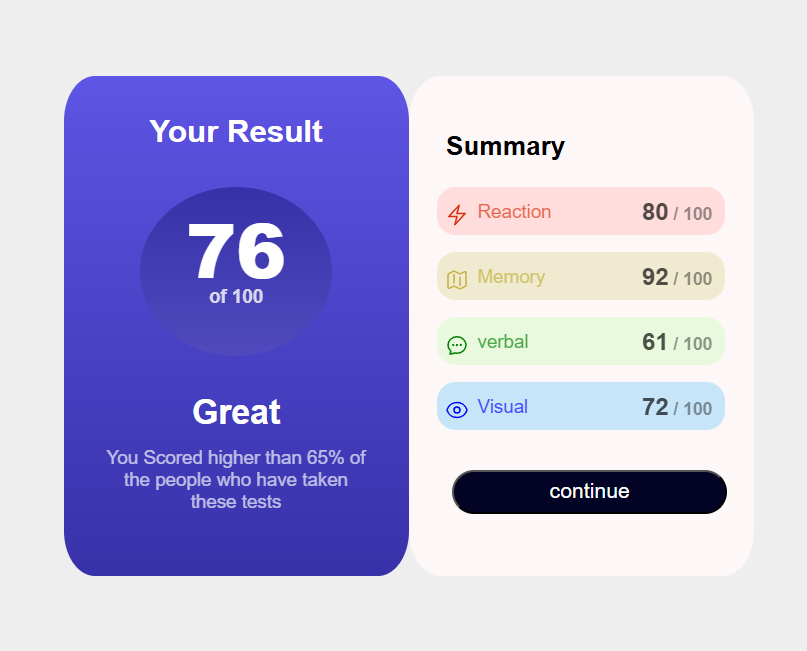 Your Result
76
of 100
Great
You Scored higher than 65% of
the people who have taken
these tests
Summary
Reaction 80 / 100
Memory 92 / 100
verbal 61 / 100
Visual 72 / 100
continue